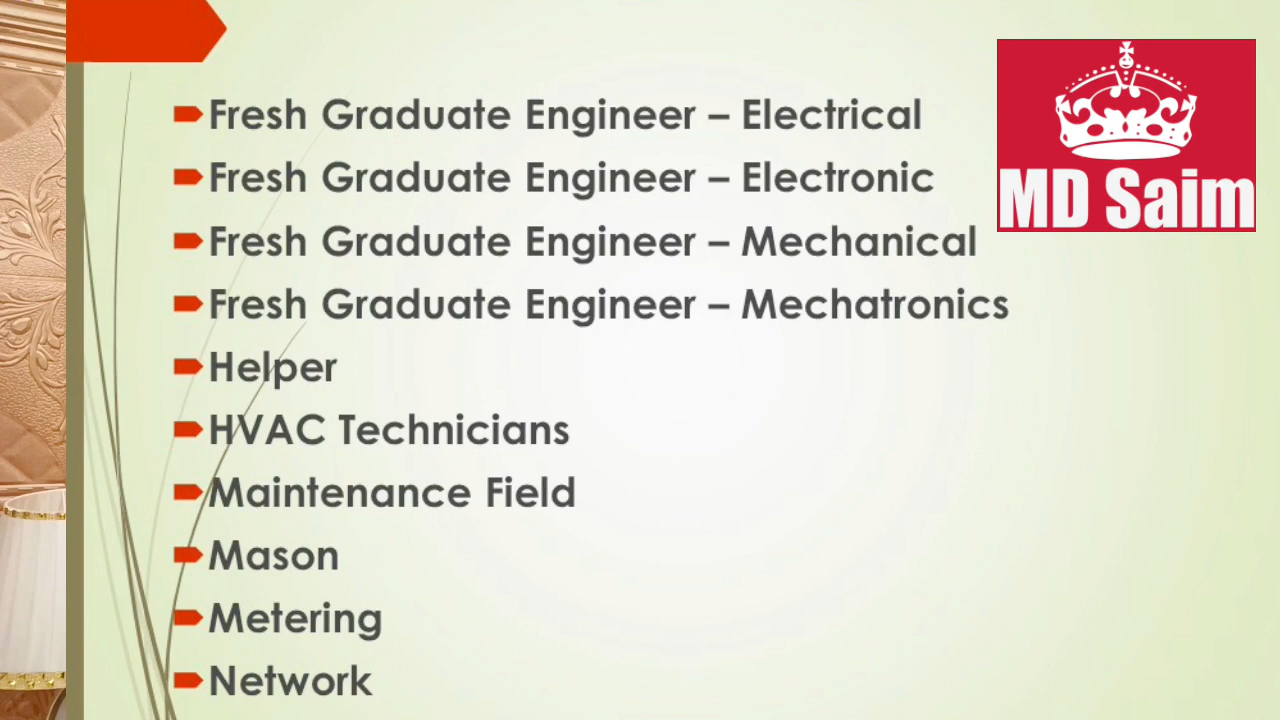 Fresh Graduate Engineer – Electrical
Fresh Graduate Engineer – Electronic
Fresh Graduate Engineer – Mechanical
Fresh Graduate Engineer – Mechatronics
Helper
HVAC Technicians
Maintenance Field
Mason
Metering
Network
MD Saim